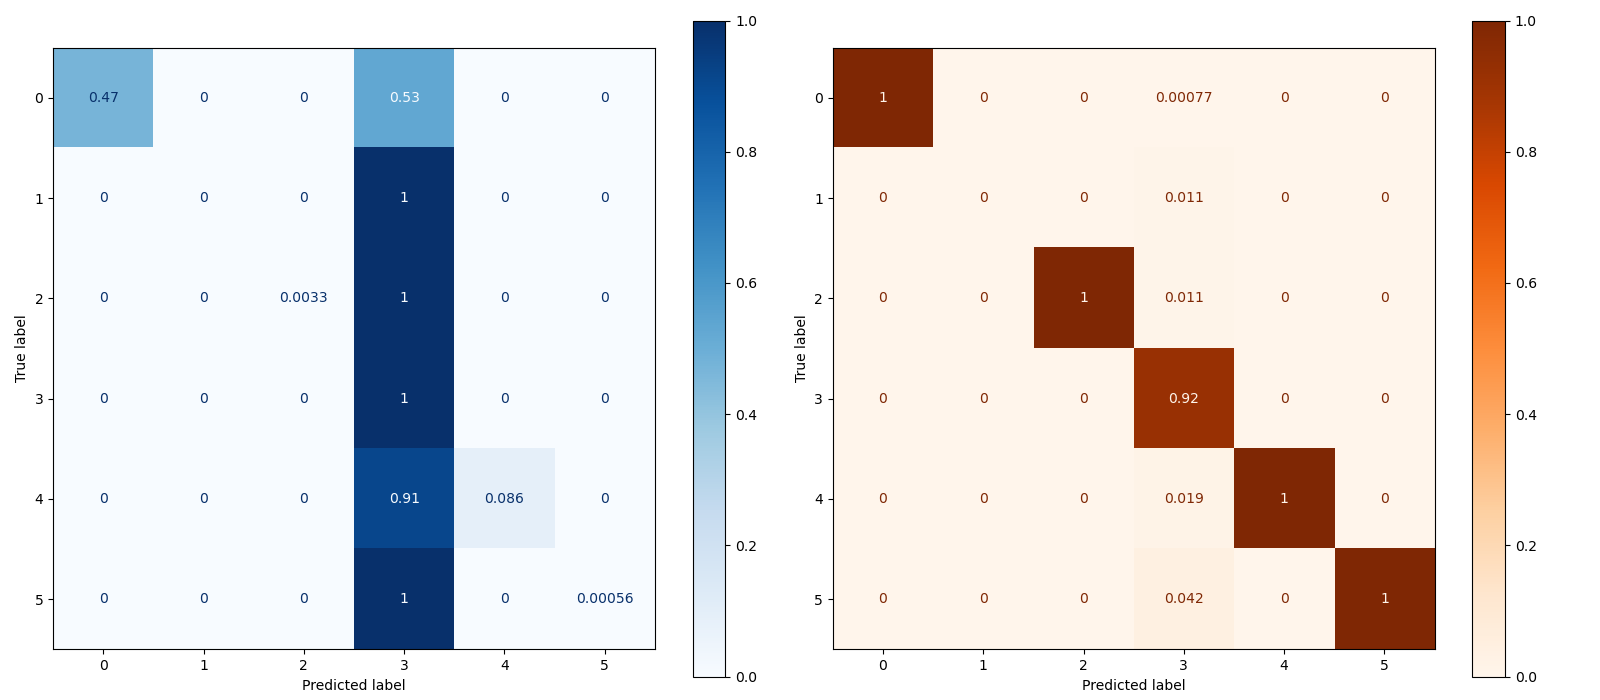 0 0.47 0 0 0.53 0 0
1 0 0 0 1 0 0
2 0 0 0.0033 1 0 0
3 0 0 0 1 0 0
4 0 0 0 0.91 0.086 0
5 0 0 0 1 0 0.00056
0 1 2 3 4 5
True label
Predicted label
1.0
0.8
0.6
0.4
0.2
0.0
0 1 0 0 0.00077 0 0
1 0 0 0 0.011 0 0
2 0 0 1 0.011 0 0
3 0 0 0 0.92 0 0
4 0 0 0 0.019 1 0
5 0 0 0 0.042 0 1
0 1 2 3 4 5
True label
Predicted label
1.0
0.8
0.6
0.4
0.2
0.0